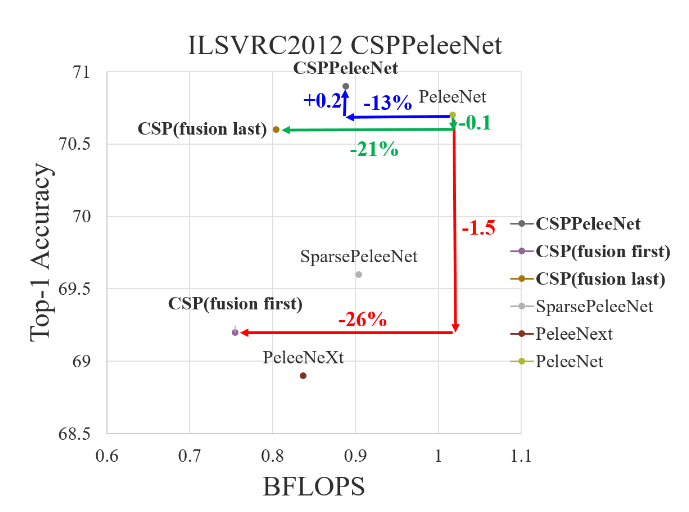 ILSVRC2012 CSPPeleeNet
CSPPeleeNet
71
+0.2
-13%
PeleeNet
CSP(fusion last)
-0.1
-21%
70.5
70
-1.5
CSPPeleeNet
SparsePeleeNet
CSP(fusion first)
CSP(fusion last)
69.5
CSP(fusion first)
SparsePeleeNet
-26%
PeleeNext
PeleeNeXt
69
PeleeNet
68.5
0.6 0.7 0.8 0.9 1 1.1
BFLOPS
Top-1 Accuracy